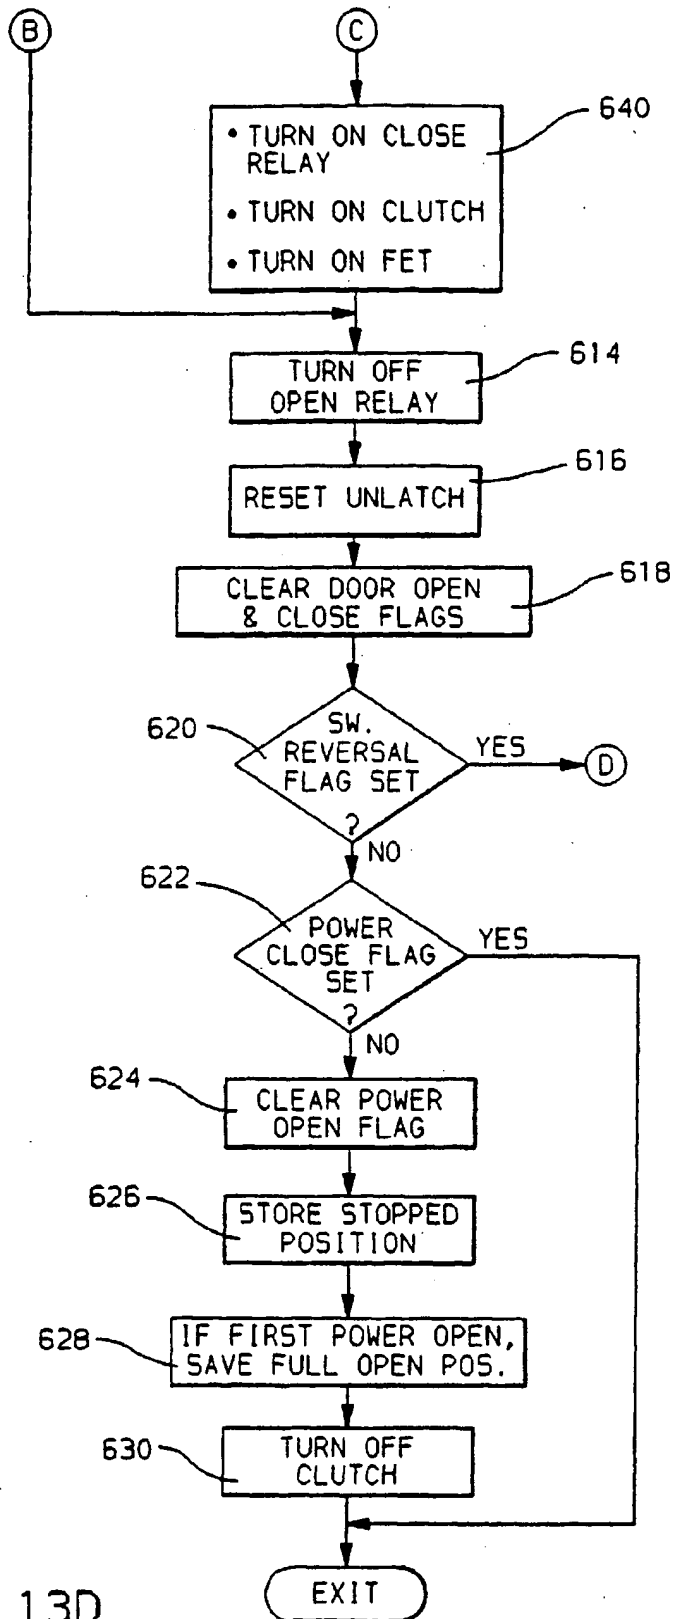 B
C
640
• TURN ON CLOSE
RELAY
• TURN ON CLUTCH
• TURN ON FET
614
TURN OFF
OPEN RELAY
616
RESET UNLATCH
618
CLEAR DOOR OPEN
& CLOSE FLAGS
620
SW.
REVERSAL
FLAG SET
?
YES
D
NO
622
POWER
CLOSE FLAG
SET
?
YES
NO
624
CLEAR POWER
OPEN FLAG
626
STORE STOPPED
POSITION
628
IF FIRST POWER OPEN,
SAVE FULL OPEN POS.
630
TURN OFF
CLUTCH
EXIT
13D